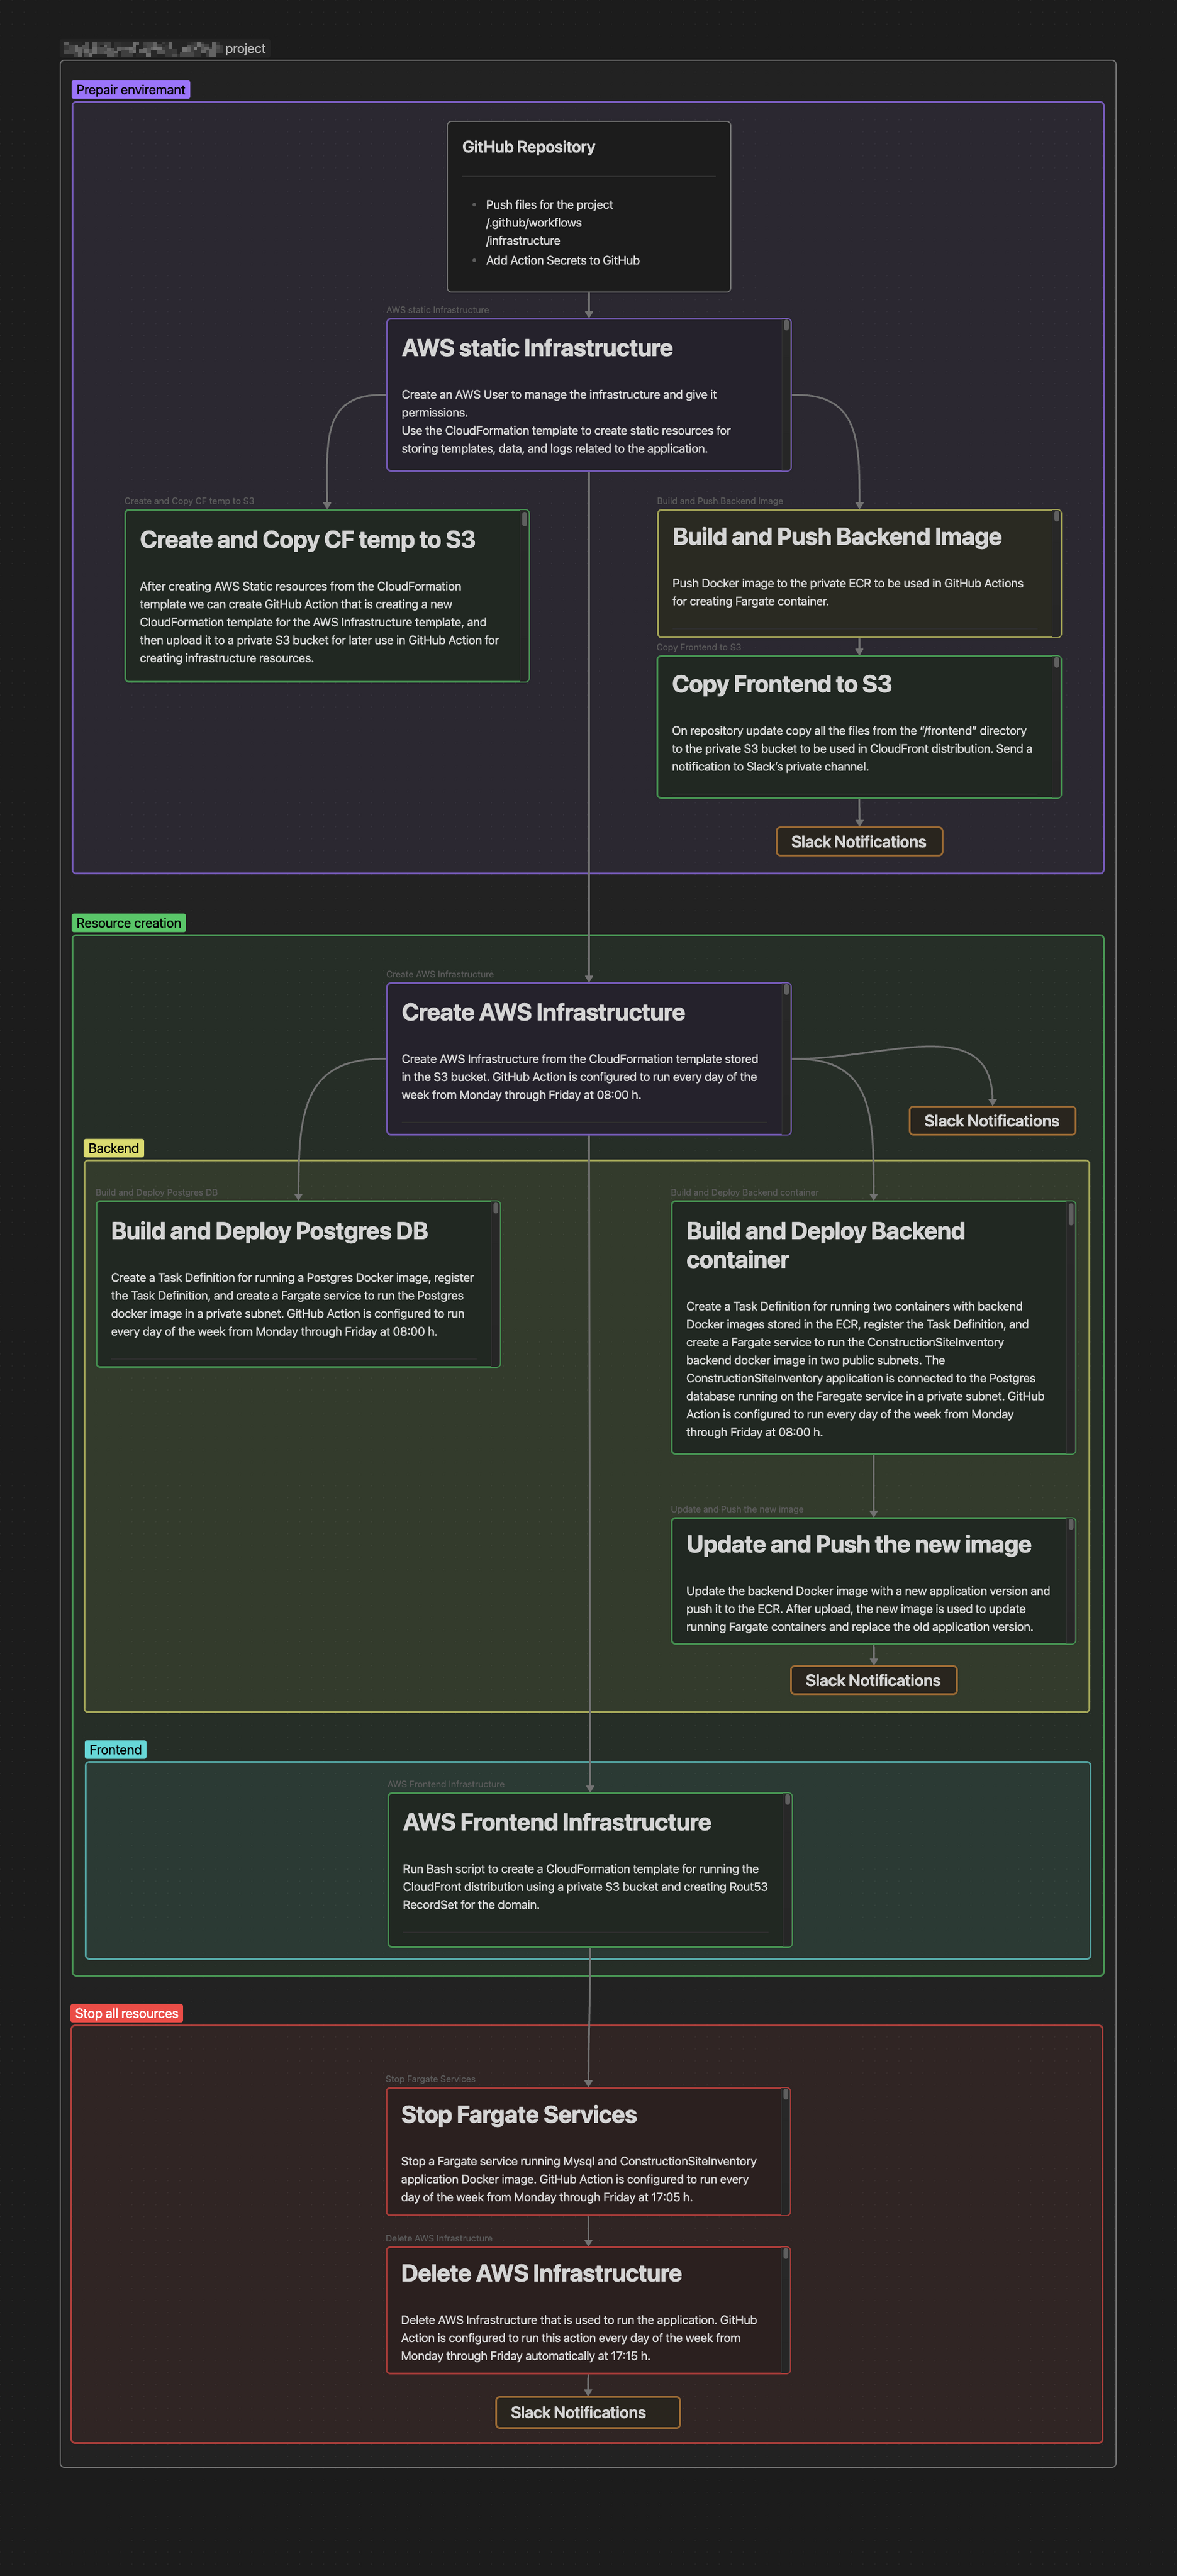 project
Prepair enviremant
GitHub Repository
Push files for the project
/.github/workflows
/infrastructure
Add Action Secrets to GitHub
AWS static Infrastructure
AWS static Infrastructure
Create an AWS User to manage the infrastructure and give it
permissions.
Use the CloudFormation template to create static resources for
storing templates, data, and logs related to the application.
Create and Copy CF temp to S3
Create and Copy CF temp to S3
After creating AWS Static resources from the CloudFormation
template we can create GitHub Action that is creating a new
CloudFormation template for the AWS Infrastructure template, and
then upload it to a private S3 bucket for later use in GitHub Action for
creating infrastructure resources.
Build and Push Backend Image
Build and Push Backend Image
Push Docker image to the private ECR to be used in GitHub Actions
for creating Fargate container.
Copy Frontend to S3
Copy Frontend to S3
On repository update copy all the files from the “/frontend” directory
to the private S3 bucket to be used in CloudFront distribution. Send a
notification to Slack’s private channel.
Slack Notifications
Resource creation
Create AWS Infrastructure
Create AWS Infrastructure
Create AWS Infrastructure from the CloudFormation template stored
in the S3 bucket. GitHub Action is configured to run every day of the
week from Monday through Friday at 08:00 h.
Slack Notifications
Backend
Build and Deploy Postgres DB
Build and Deploy Postgres DB
Create a Task Definition for running a Postgres Docker image, register
the Task Definition, and create a Fargate service to run the Postgres
docker image in a private subnet. GitHub Action is configured to run
every day of the week from Monday through Friday at 08:00 h.
Build and Deploy Backend container
Build and Deploy Backend
container
Create a Task Definition for running two containers with backend
Docker images stored in the ECR, register the Task Definition, and
create a Fargate service to run the ConstructionSiteInventory
backend docker image in two public subnets. The
ConstructionSiteInventory application is connected to the Postgres
database running on the Faregate service in a private subnet. GitHub
Action is configured to run every day of the week from Monday
through Friday at 08:00 h.
Update and Push the new image
Update and Push the new image
Update the backend Docker image with a new application version and
push it to the ECR. After upload, the new image is used to update
running Fargate containers and replace the old application version.
Slack Notifications
Frontend
AWS Frontend Infrastructure
AWS Frontend Infrastructure
Run Bash script to create a CloudFormation template for running the
CloudFront distribution using a private S3 bucket and creating Rout53
RecordSet for the domain.
Stop all resources
Stop Fargate Services
Stop Fargate Services
Stop a Fargate service running Mysql and ConstructionSiteInventory
application Docker image. GitHub Action is configured to run every
day of the week from Monday through Friday at 17:05 h.
Delete AWS Infrastructure
Delete AWS Infrastructure
Delete AWS Infrastructure that is used to run the application. GitHub
Action is configured to run this action every day of the week from
Monday through Friday automatically at 17:15 h.
Slack Notifications